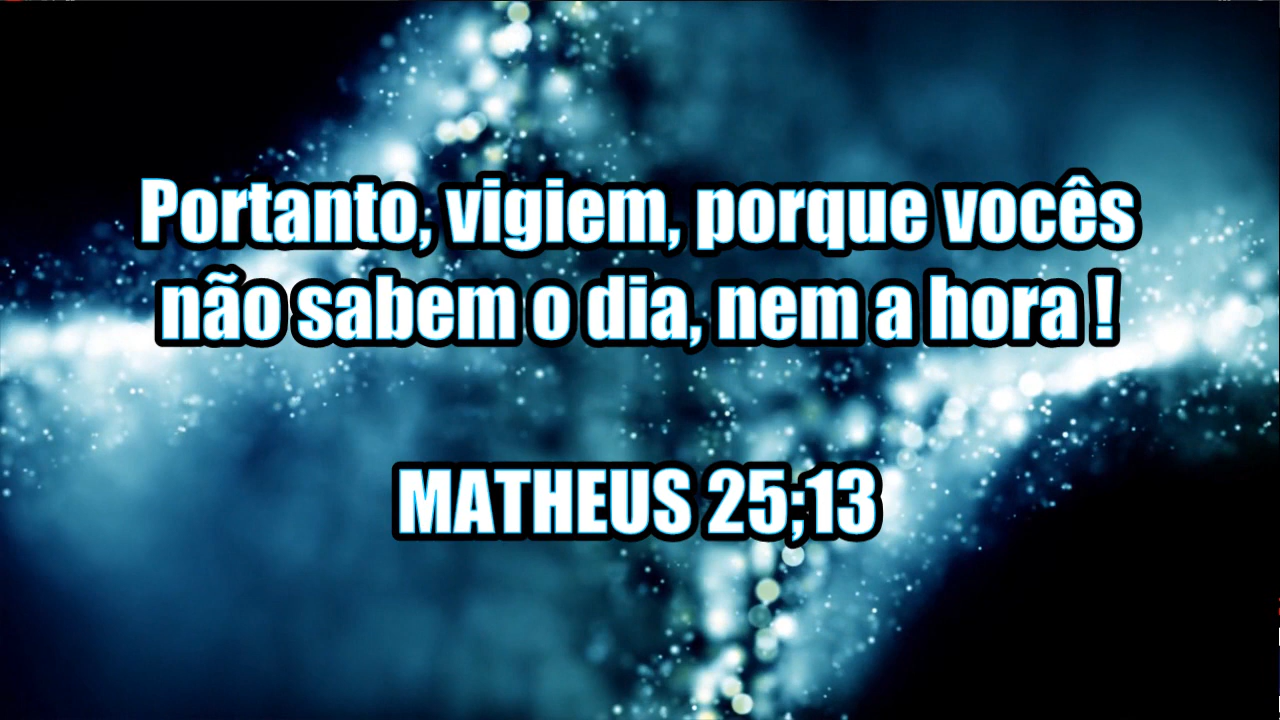 Portanto, vigiem, porque vocês
não sabem o dia, nem a hora !
MATHEUS 25;13